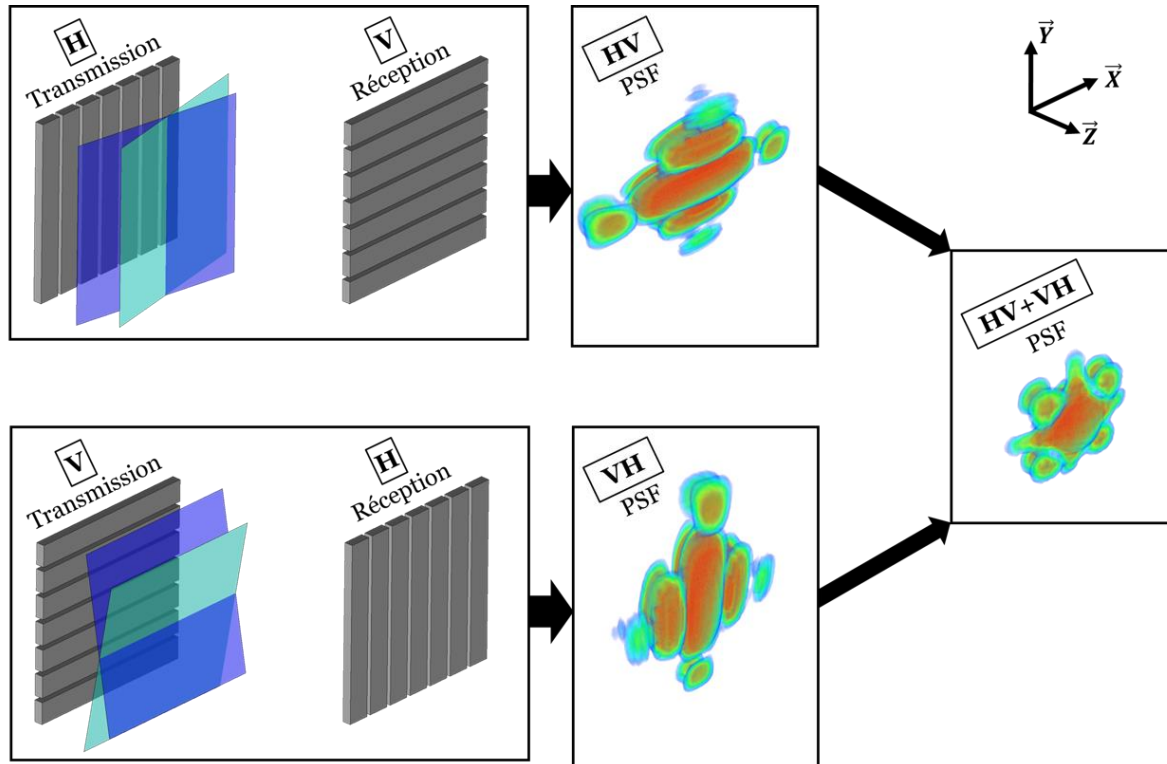 H
Transmission
V
Réception
HV
PSF
Y
X
Z
HV+VH
PSF
V
Transmission
H
Réception
VH
PSF